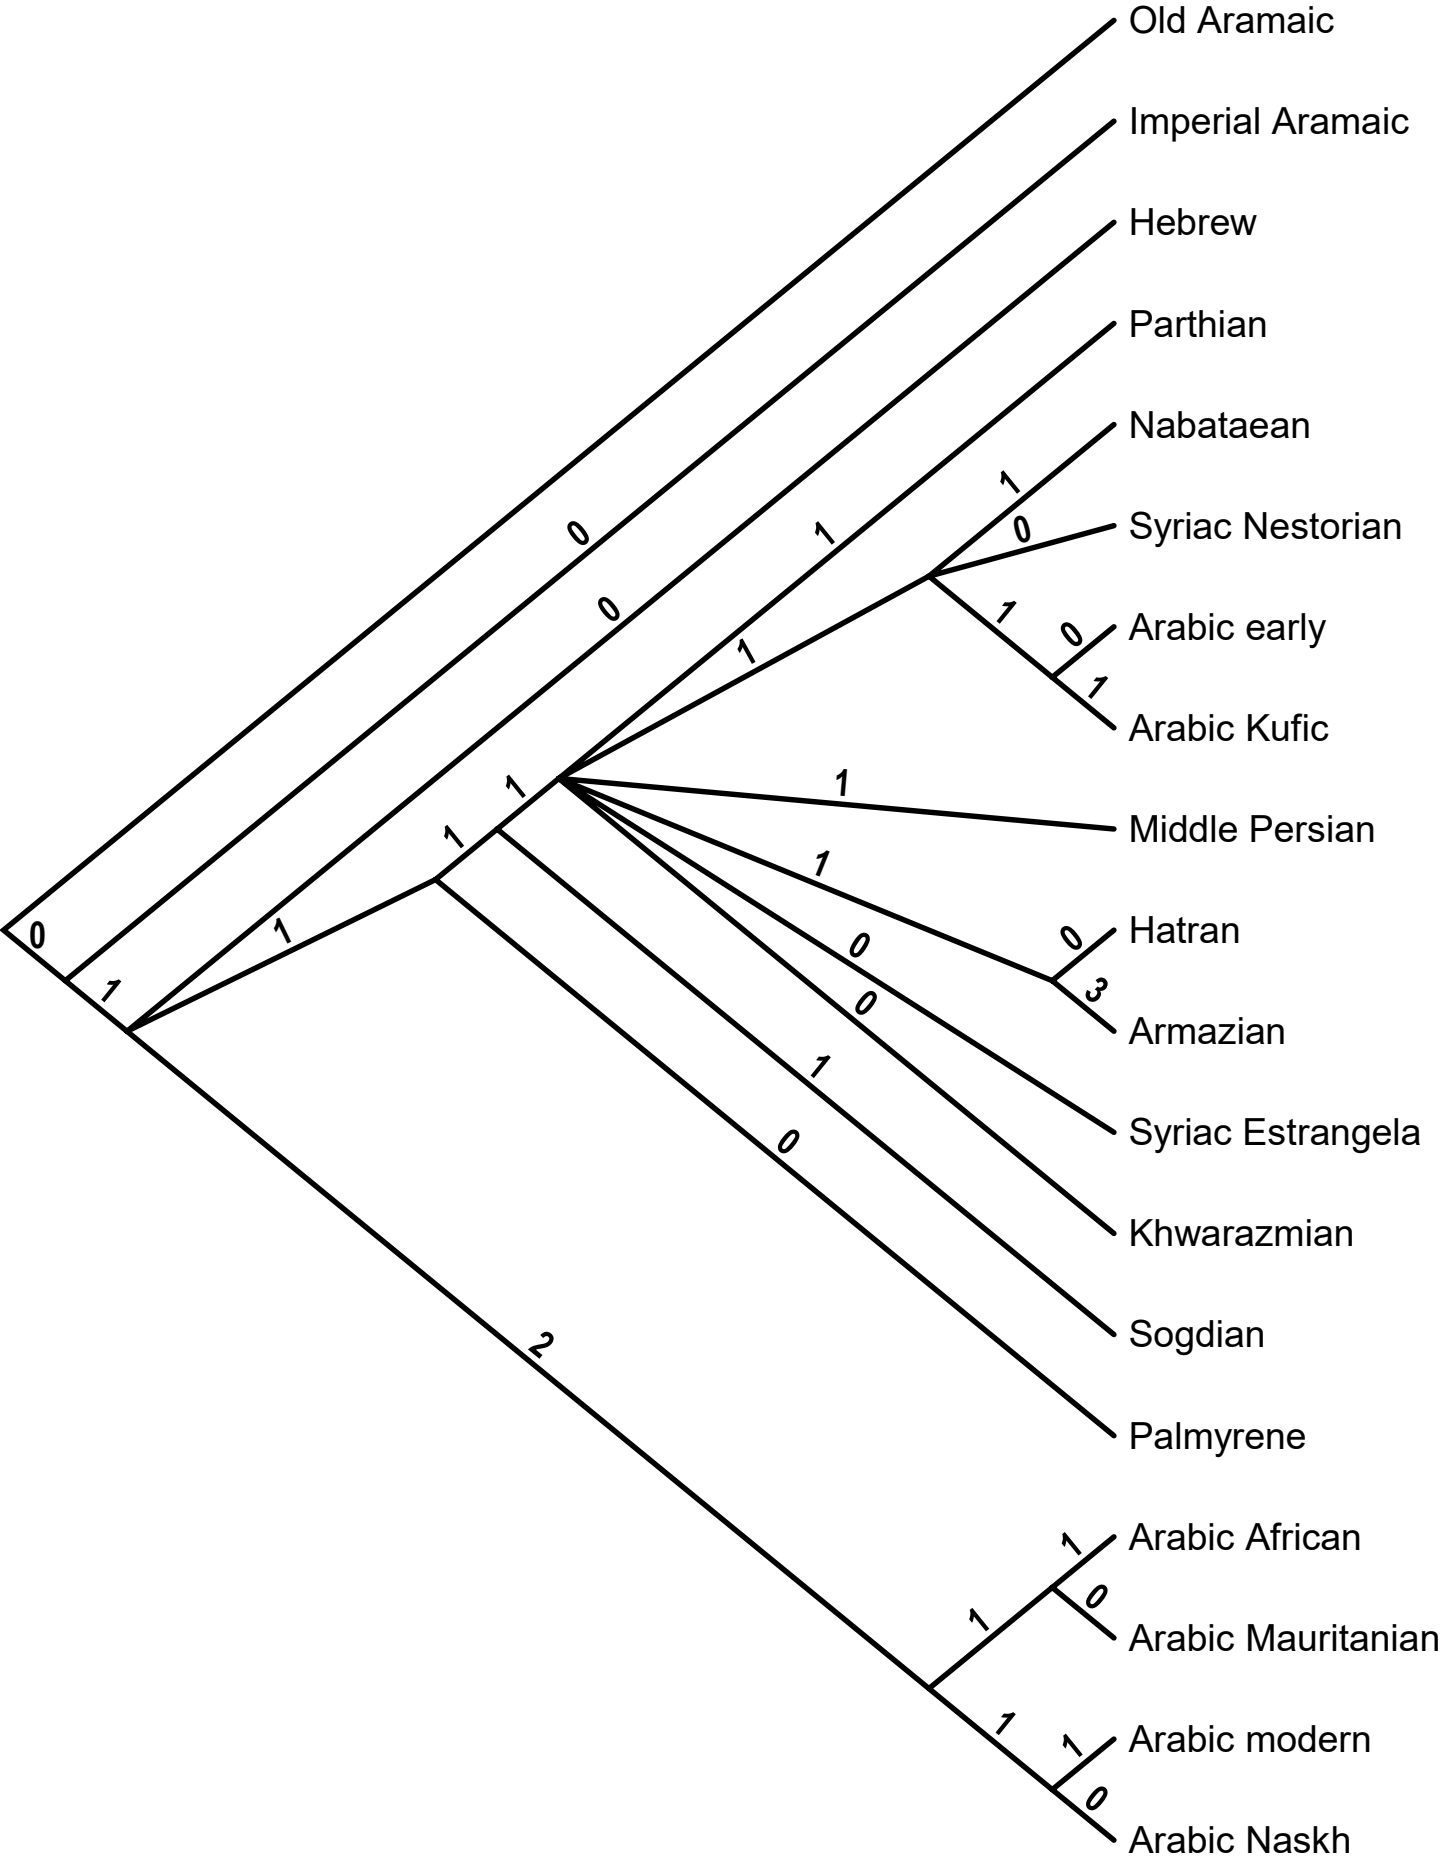 Old Aramaic
Imperial Aramaic
Hebrew
Parthian
Nabataean
1
0
Syriac Nestorian
0
1
1
0
Arabic early
0
1
1
Arabic Kufic
1
1
Middle Persian
1
1
0
1
0
Hatran
0
3
1
0
Armazian
1
Syriac Estrangela
0
Khwarazmian
2
Sogdian
Palmyrene
1
Arabic African
0
1
Arabic Mauritanian
1
1
Arabic modern
0
Arabic Naskh